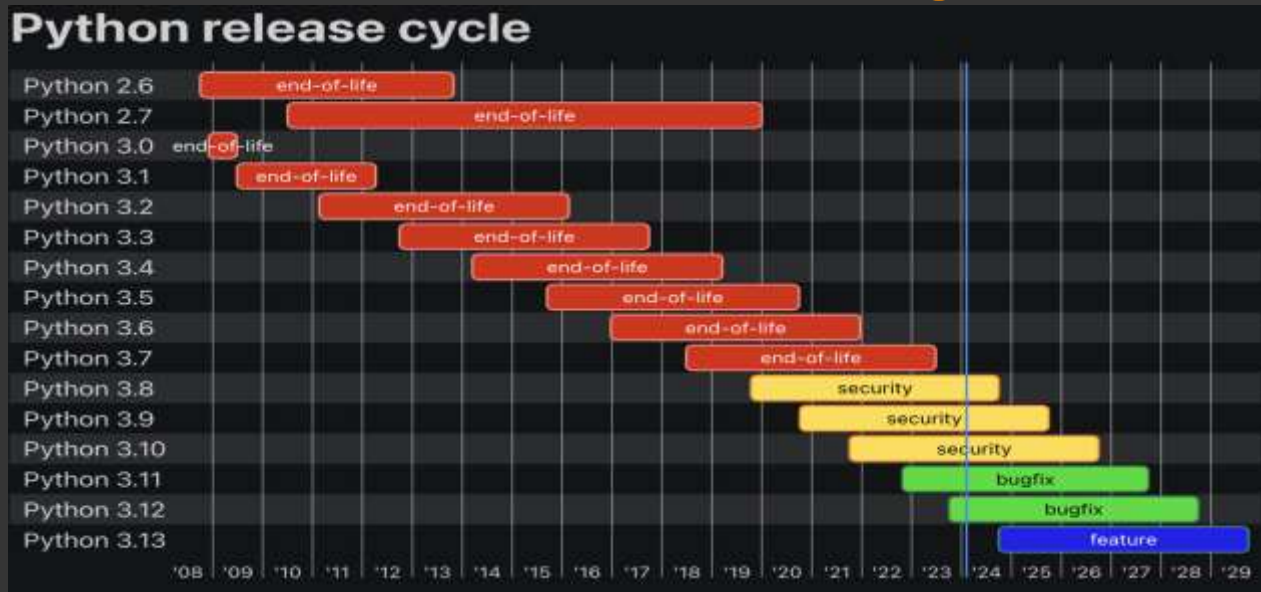 Python release cycle
Python 2.6 end-of-life
Python 2.7 end-of-life
Python 3.0 end-of-life
Python 3.1 end-of-life
Python 3.2 end-of-life
Python 3.3 end-of-life
Python 3.4 end-of-life
Python 3.5 end-of-life
Python 3.6 end-of-life
Python 3.7 end-of-life
Python 3.8 security
Python 3.9 security
Python 3.10 security
Python 3.11 bugfix
Python 3.12 bugfix
Python 3.13 feature
'08 '09 '10 '11 '12 '13 '14 '15 '16 '17 '18 '19 '20 '21 '22 '23 '24 '25 '26 '27 '28 '29